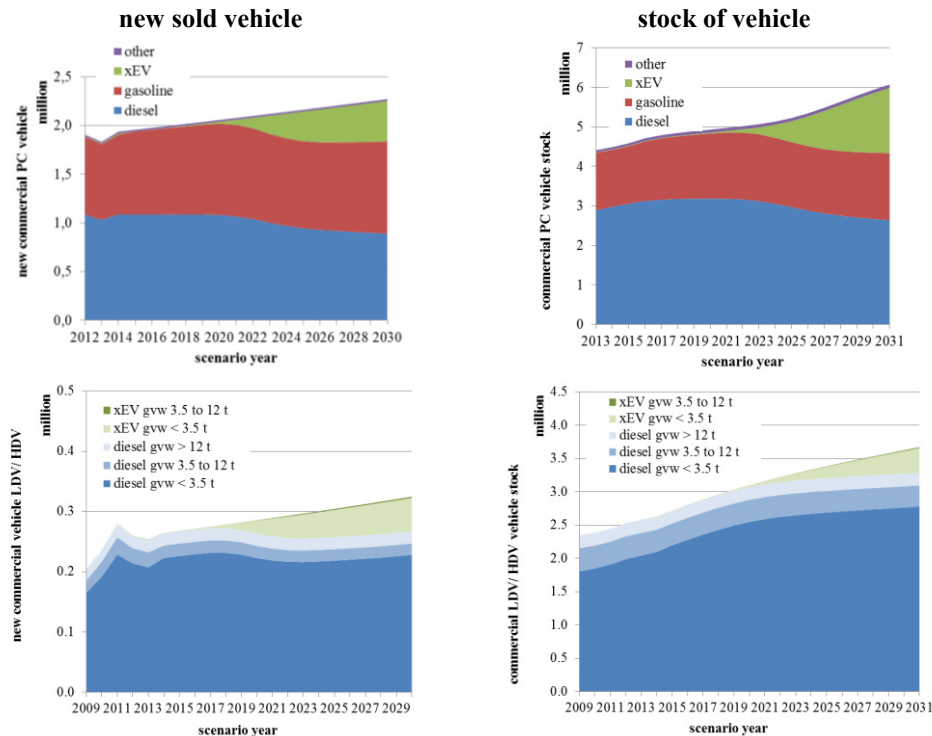 new sold vehicle
stock of vehicle
new commercial PC vehicle
million
2,5
2,0
1,5
1,0
0,5
0,0
other
xEV
gasoline
diesel
2012 2014 2016 2018 2020 2022 2024 2026 2028 2030
scenario year
commercial PC vehicle stock
million
7
6
5
4
3
2
1
0
other
xEV
gasoline
diesel
2013 2015 2017 2019 2021 2023 2025 2027 2029 2031
scenario year
new commercial vehicle LDV/ HDV
million
0.5
0.4
0.3
0.2
0.1
0.0
xEV gvw 3.5 to 12 t
xEV gvw < 3.5 t
diesel gvw > 12 t
diesel gvw 3.5 to 12 t
diesel gvw < 3.5 t
2009 2011 2013 2015 2017 2019 2021 2023 2025 2027 2029
scenario year
commercial LDV/ HDV vehicle stock
million
4.5
4.0
3.5
3.0
2.5
2.0
1.5
1.0
0.5
0.0
xEV gvw 3.5 to 12 t
xEV gvw < 3.5 t
diesel gvw > 12 t
diesel gvw 3.5 to 12 t
diesel gvw < 3.5 t
2009 2011 2013 2015 2017 2019 2021 2023 2025 2027 2029 2031
scenario year